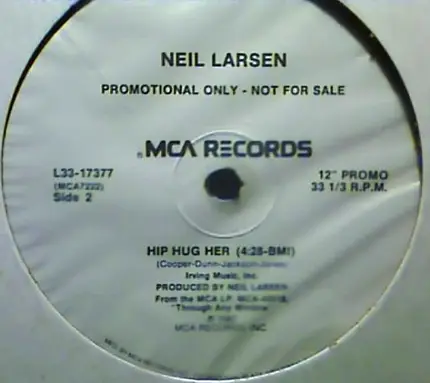 NEIL LARSEN
PROMOTIONAL ONLY - NOT FOR SALE
MCA RECORDS
L33-17377
(MCA7222)
Side 2
12" PROMO
33 1/3 R.P.M.
HIP HUG HER (4:28-BMI)
(Cooper-Dunn-Jackson-Jones)
Irving Music, Inc.
PRODUCED BY NEIL LARSEN
From the MCA LP
"Through Any Window"
MCA RECORDS, INC.